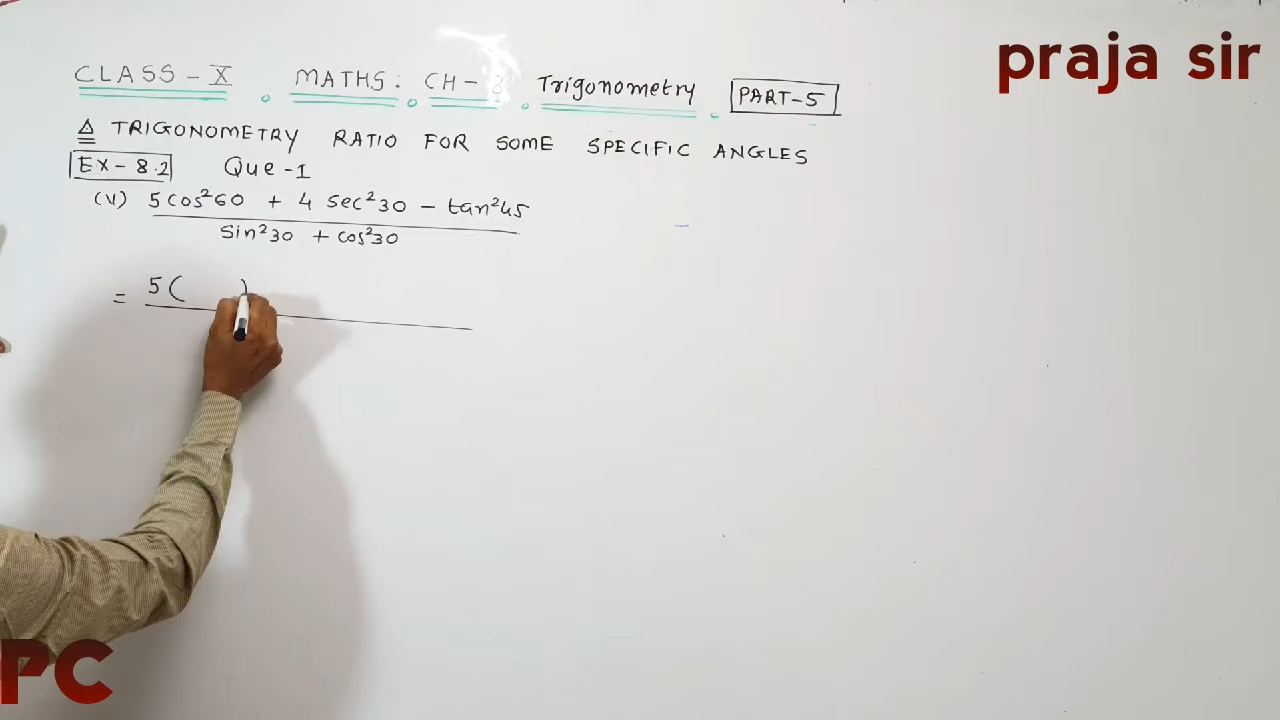 praja sir
CLASS - X . MATHS: CH - 8 . Trigonometry . PART-5
TRIGONOMETRY RATIO FOR SOME SPECIFIC ANGLES
EX - 8.2 Que - 1
(v) 5 cos²60 + 4 sec²30 - tan²45
sin²30 + cos²30
= 5 ( )
PC